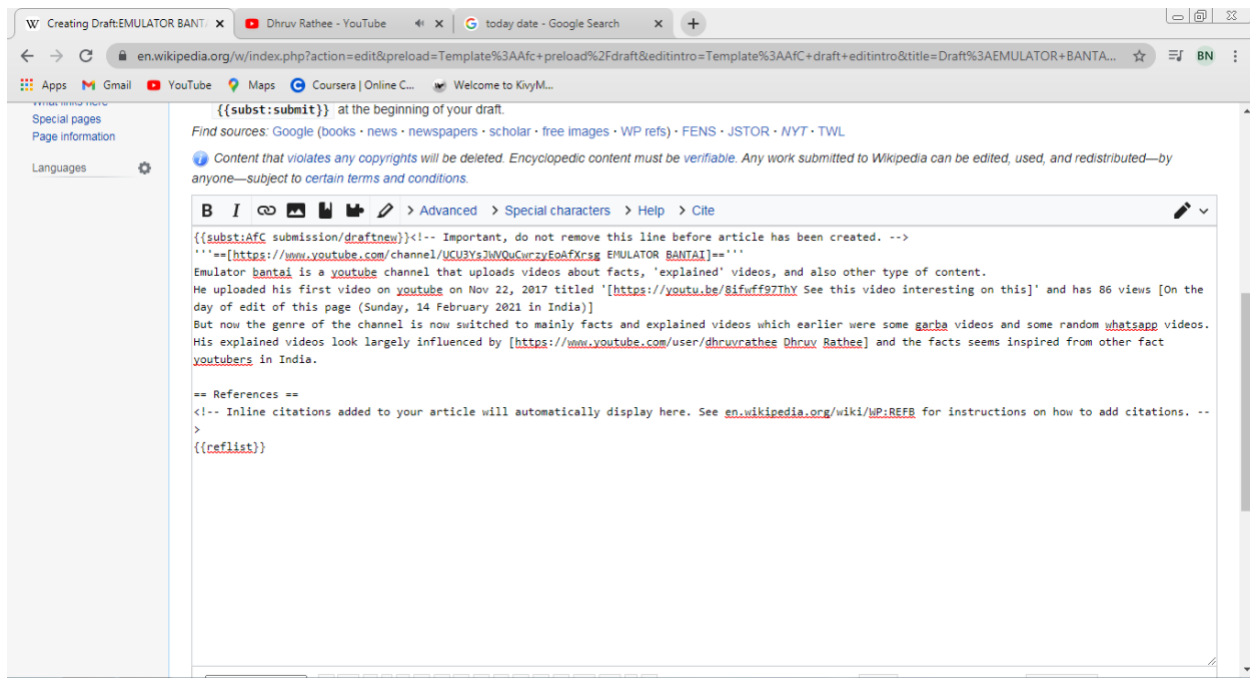 Creating Draft:EMULATOR BANT
Dhruv Rathee - YouTube
today date - Google Search
en.wikipedia.org/w/index.php?action=edit&preload=Template%3AAfc+preload%2Fdraft&editintro=Template%3AAfC+draft+editintro&title=Draft%3AEMULATOR+BANTA...
BN
Apps Gmail YouTube Maps Coursera | Online C... Welcome to KivyM...
What links here
Special pages
Page information
Languages
{{subst:submit}} at the beginning of your draft.
Find sources: Google (books · news · newspapers · scholar · free images · WP refs) · FENS · JSTOR · NYT · TWL
Content that violates any copyrights will be deleted. Encyclopedic content must be verifiable. Any work submitted to Wikipedia can be edited, used, and redistributed—by
anyone—subject to certain terms and conditions.
B I > Advanced > Special characters > Help > Cite
{{subst:AfC submission/draftnew}}<!-- Important, do not remove this line before article has been created. -->
'''==[https://www.youtube.com/channel/UCU3YsJWVQuCwrzyEoAfXrsg EMULATOR BANTAI]=='''
Emulator bantai is a youtube channel that uploads videos about facts, 'explained' videos, and also other type of content.
He uploaded his first video on youtube on Nov 22, 2017 titled '[https://youtu.be/8ifwff97ThY See this video interesting on this]' and has 86 views [On the
day of edit of this page (Sunday, 14 February 2021 in India)]
But now the genre of the channel is now switched to mainly facts and explained videos which earlier were some garba videos and some random whatsapp videos.
His explained videos look largely influenced by [https://www.youtube.com/user/dhruvrathee Dhruv Rathee] and the facts seems inspired from other fact
youtubers in India.
== References ==
<!-- Inline citations added to your article will automatically display here. See en.wikipedia.org/wiki/WP:REFB for instructions on how to add citations. --
>
{{reflist}}